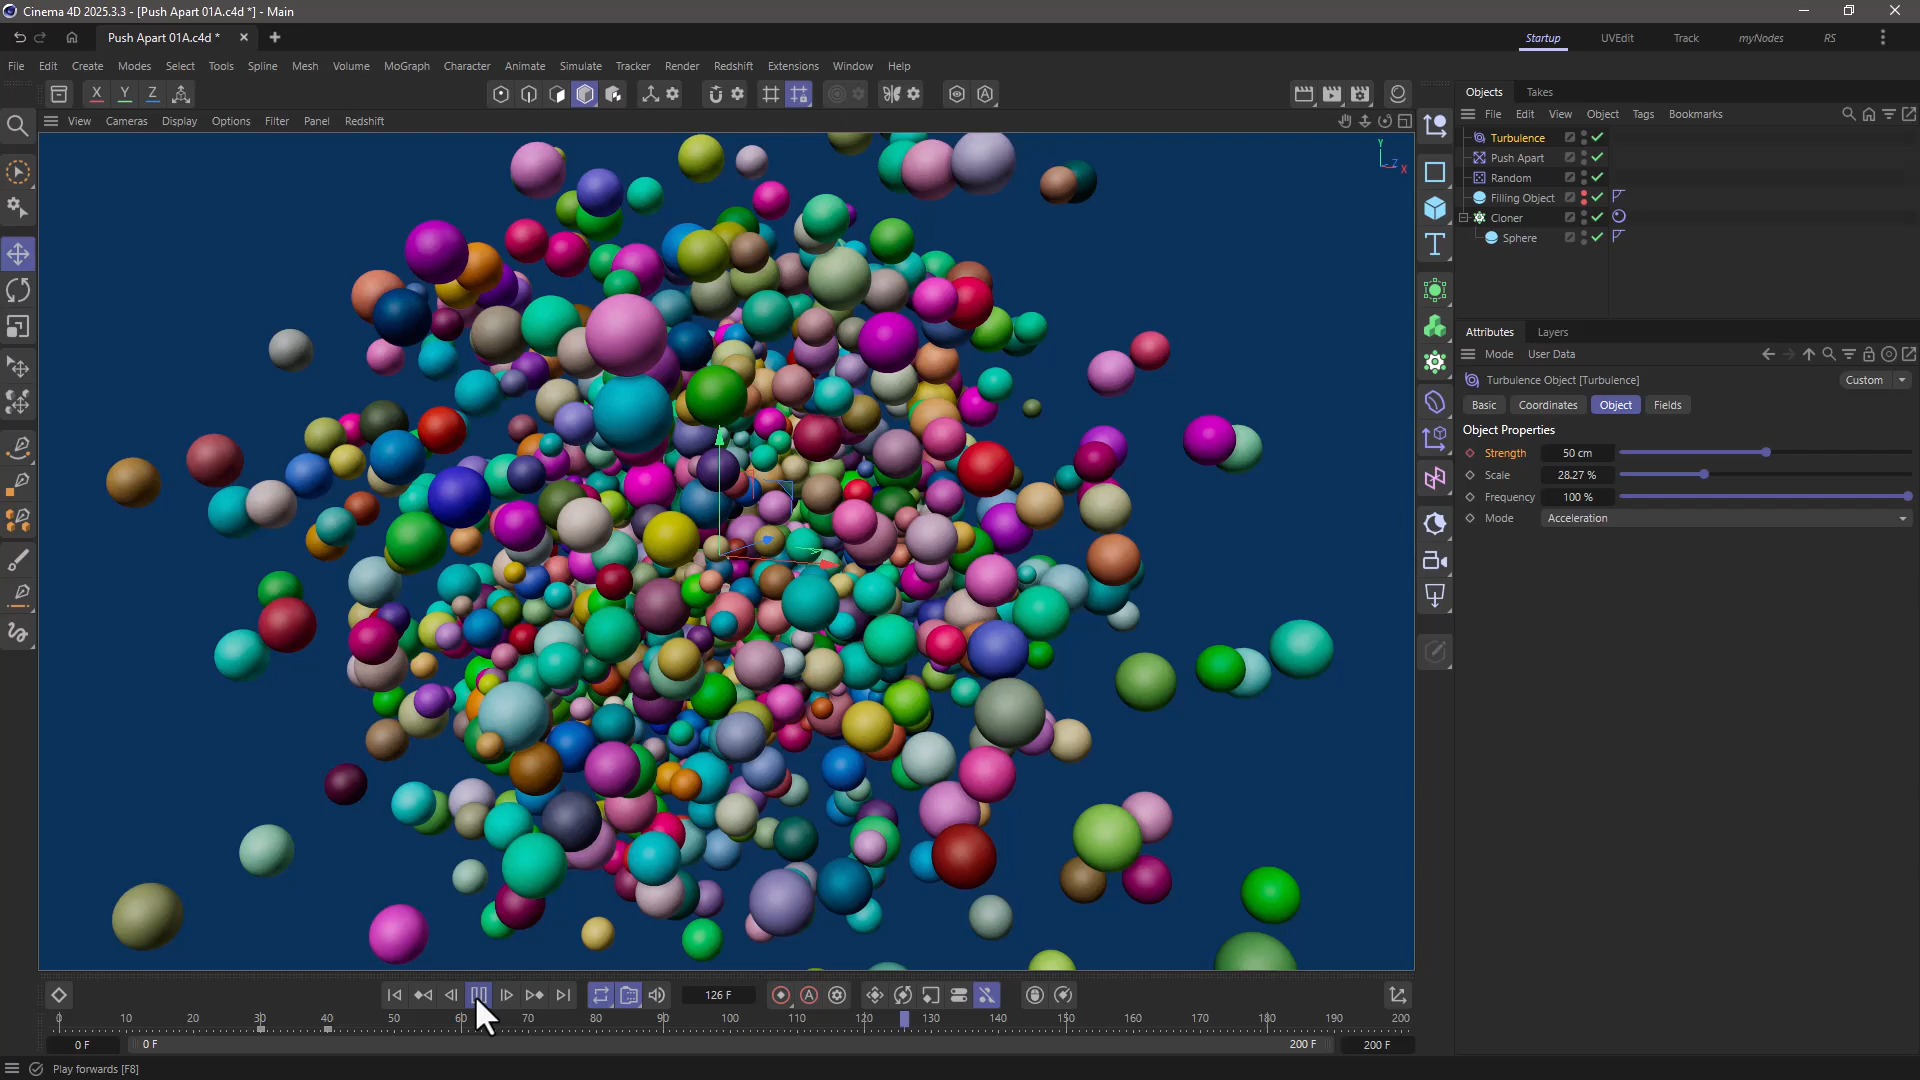 Cinema 4D 2025.3.3 - [Push Apart 01A.c4d *] - Main
Push Apart 01A.c4d *
Startup
UVEdit
Track
myNodes
RS
File Edit Create Modes Select Tools Spline Mesh Volume MoGraph Character Animate Simulate Tracker Render Redshift Extensions Window Help
X Y Z
View Cameras Display Options Filter Panel Redshift
Y
Z
X
Objects Takes
File Edit View Object Tags Bookmarks
Turbulence
Push Apart
Random
Filling Object
Cloner
Sphere
Attributes Layers
Mode User Data
Turbulence Object [Turbulence]
Custom
Basic Coordinates Object Fields
Object Properties
Strength 50 cm
Scale 28.27 %
Frequency 100 %
Mode Acceleration
126 F
0 10 20 30 40 50 60 70 80 90 100 110 120 130 140 150 160 170 180 190 200
0 F 0 F 200 F 200 F
Play forwards [F8]